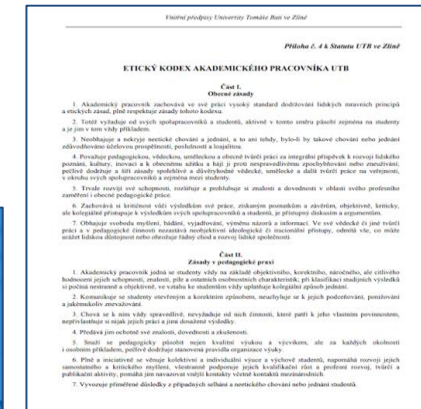 Vnitřní předpisy Univerzity Tomáše Bati ve Zlíně
Příloha č. 4 k Statutu UTB ve Zlíně
ETICKÝ KODEX AKADEMICKÉHO PRACOVNÍKA UTB
Část I.
Obecné zásady
1. Akademický pracovník zachovává ve své práci vysoký standard dodržování lidských mravních principů
a etických zásad, plně respektuje zásady tohoto kodexu.
2. Totéž vyžaduje od svých spolupracovníků a studentů, aktivně v tomto směru působí zejména na studenty
a je jim v tom vždy příkladem.
3. Neobhajuje a nekryje neetické chování a jednání, a to ani tehdy, bylo-li by takové chování nebo jednání
zdůvodňováno účelovou prospěšností, poslušností a loajalitou.
4. Považuje pedagogickou, vědeckou, uměleckou a obecně tvůrčí práci za integrální příspěvek k rozvoji lidského
poznání, kultury, inovací a k obecnému užitku a hájí ji proti nespravedlivému zpochybňování nebo zneužívání,
pečlivě dodržuje a šíří zásady spolehlivé a důvěryhodné vědecké, umělecké a další tvůrčí práce na veřejnosti,
v okruhu svých spolupracovníků a zejména mezi studenty.
5. Trvale rozvíjí své schopnosti, rozšiřuje a prohlubuje si znalosti a dovednosti v oblasti svého profesního
zaměření i obecné pedagogické práce.
6. Zachovává si kritičnost vůči výsledkům své práce, získaným poznatkům a závěrům, objektivně, kriticky,
ale kolegiálně přistupuje k výsledkům svých spolupracovníků a studentů, je přístupný diskusím a argumentům.
7. Obhajuje svobodu myšlení, bádání, vyjadřování, výměnu názorů a informací. Ve své vědecké či jiné tvůrčí
práci a v pedagogické činnosti nezastává neobjektivní ideologické či iracionální přístupy, odmítá vše, co může
urážet lidskou důstojnost nebo ohrožuje řádný chod a rozvoj lidské společnosti.
Část II.
Zásady v pedagogické praxi
1. Akademický pracovník jedná se studenty vždy na základě objektivního, korektního, náročného, ale citlivého
hodnocení jejich schopností, znalostí, píle a ostatních osobnostních charakteristik, při klasifikaci studijních výsledků
si počíná nestranně a objektivně, ve vztahu ke studentům vždy uplatňuje kolegiální způsob jednání.
2. Komunikuje se studenty otevřeným a korektním způsobem, neuchyluje se k jejich podceňování, ponižování
a jakémukoliv znevažování.
3. Chová se k nim vždy spravedlivě, nevyžaduje od nich činnosti, které patří k jeho vlastním povinnostem,
nepřivlastňuje si nijak jejich práci a jimi dosažené výsledky.
4. Předává jim ochotně své znalosti, dovednosti a zkušenosti.
5. Snaží se pedagogicky působit nejen kvalitní výukou a výcvikem, ale za každých okolností
i osobním příkladem, pečlivě dodržuje stanovená pravidla organizace výuky.
6. Plně a iniciativně se věnuje kolektivní a individuální výuce a výchově studentů, napomáhá rozvoji jejich
samostatného a kritického myšlení, všestranně podporuje jejich kvalifikační růst a profesní rozvoj, tvůrčí a
publikační aktivity, pomáhá jim navazovat vnější kontakty včetně kontaktů mezinárodních.
7. Vyvozuje přiměřené důsledky z případných selhání a neetického chování nebo jednání studentů.